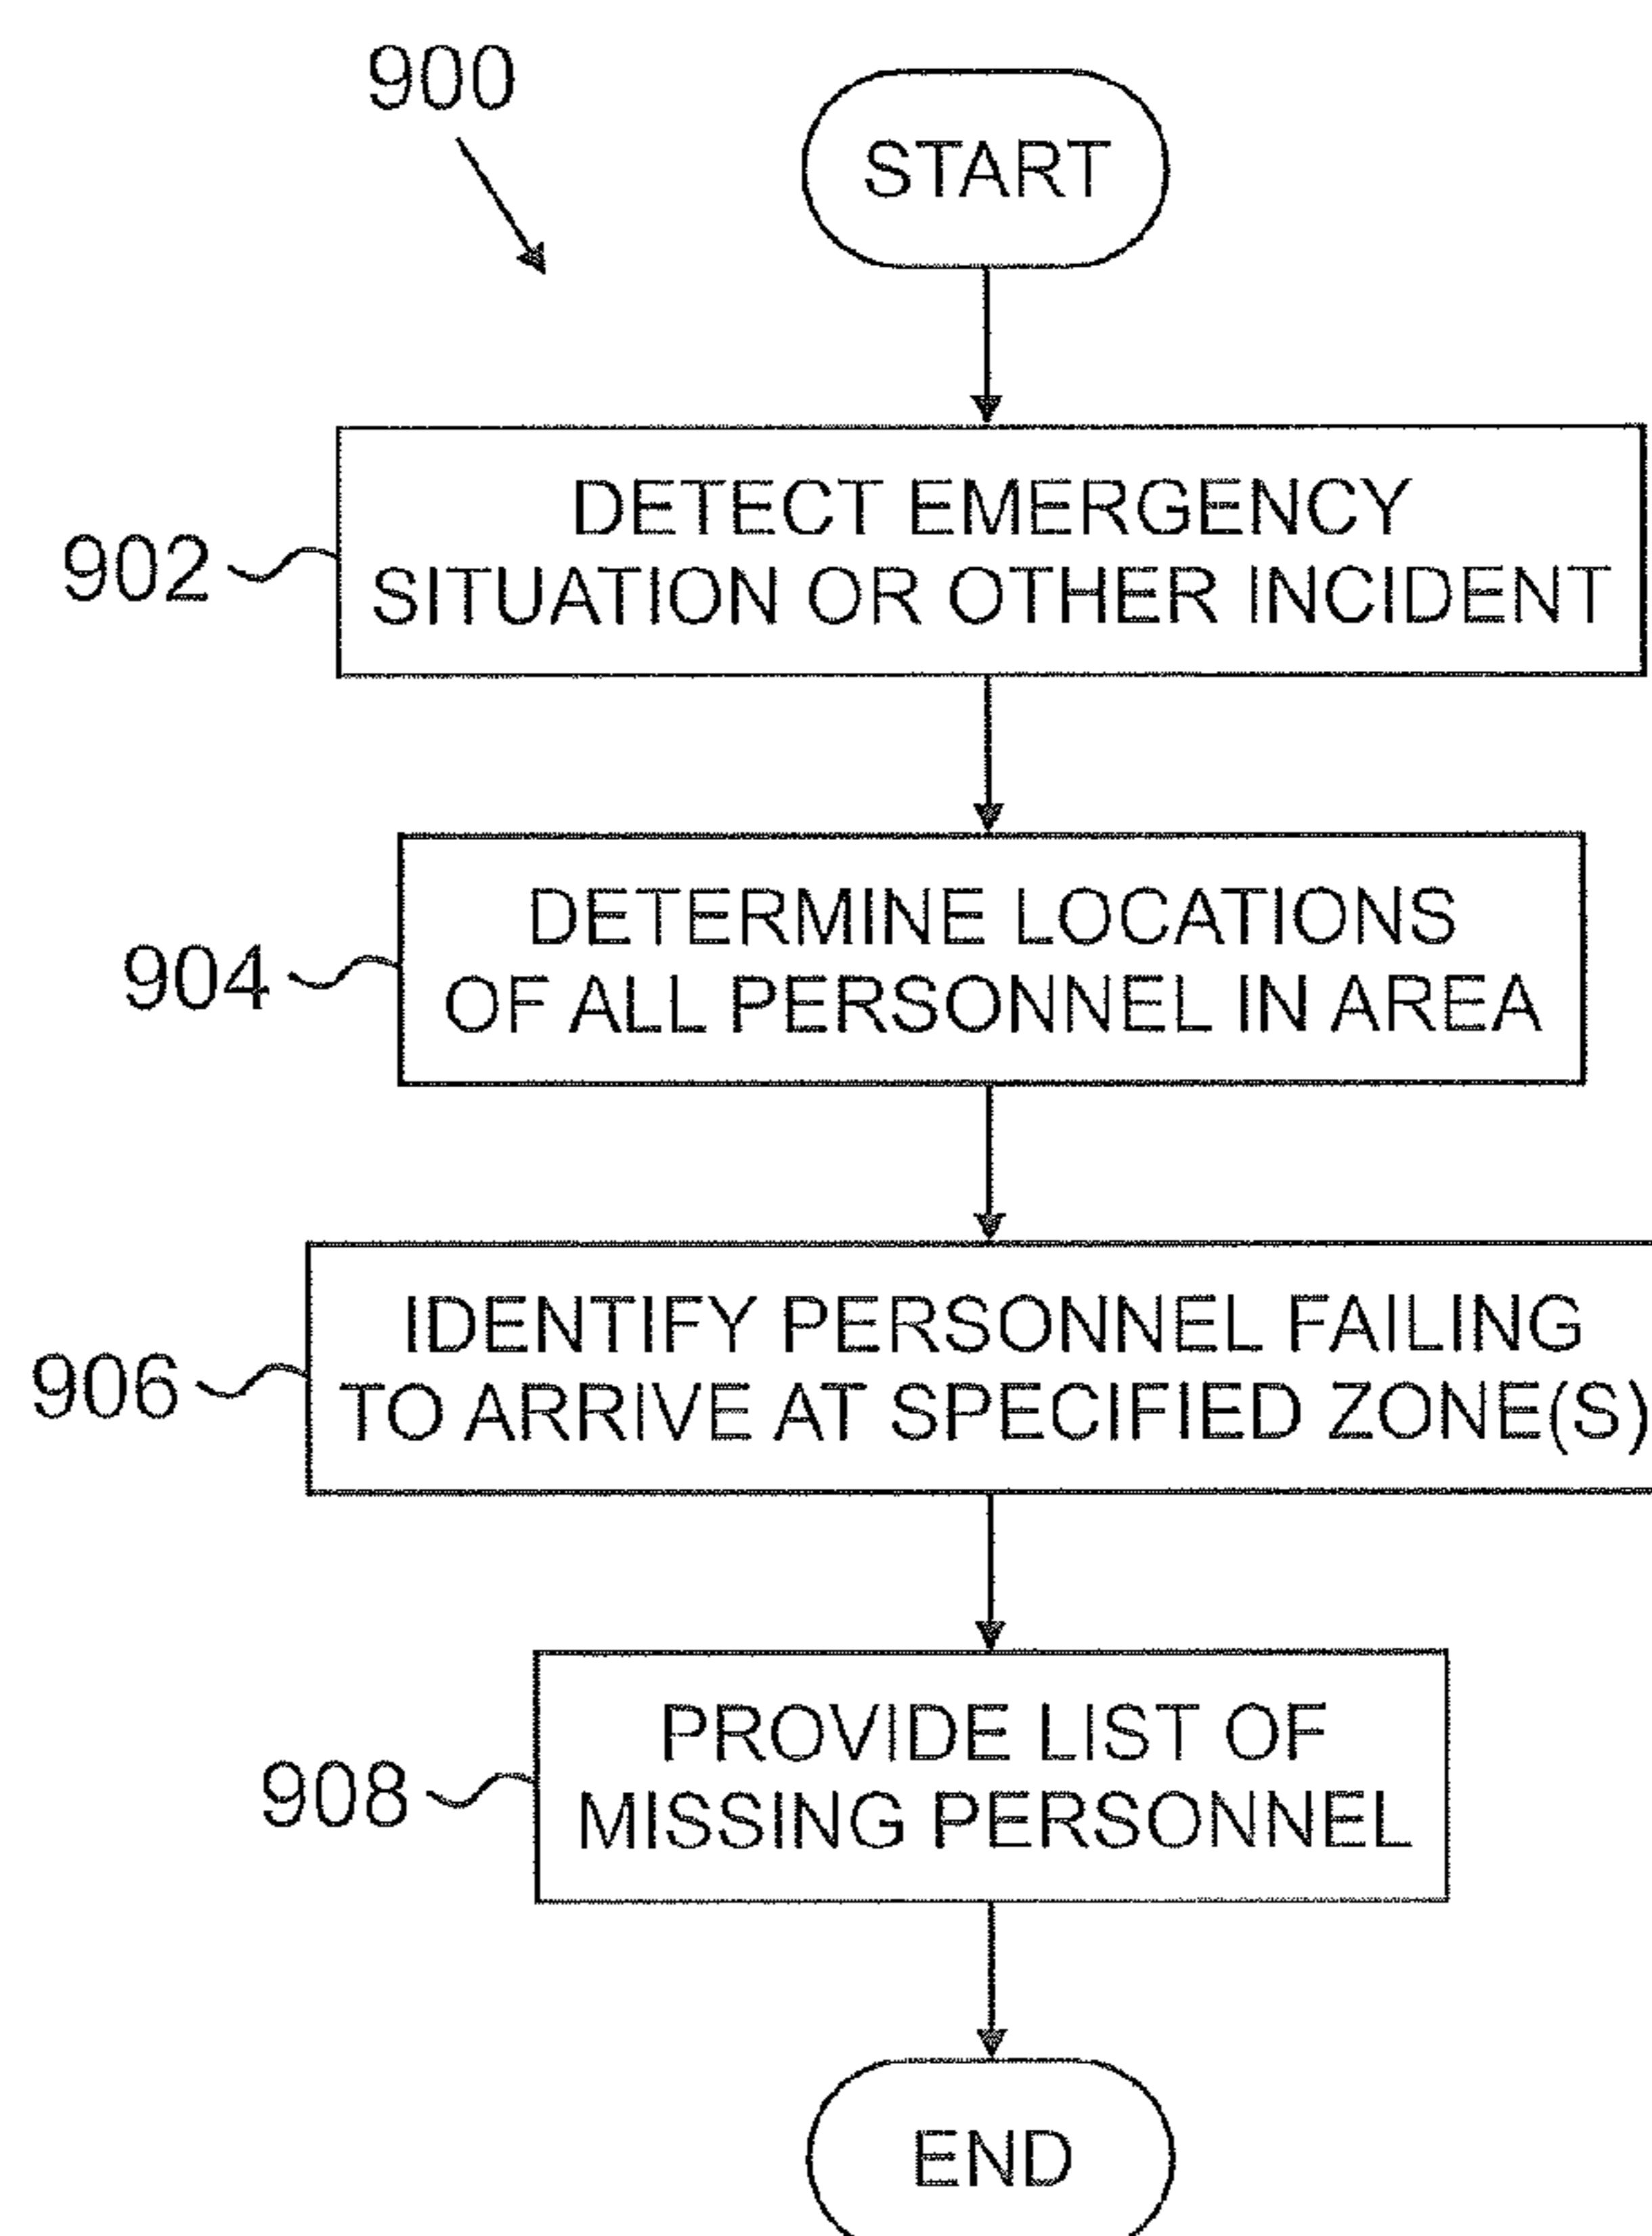 900
START
902
DETECT EMERGENCY
SITUATION OR OTHER INCIDENT
904
DETERMINE LOCATIONS
OF ALL PERSONNEL IN AREA
906
IDENTIFY PERSONNEL FAILING
TO ARRIVE AT SPECIFIED ZONE(S)
908
PROVIDE LIST OF
MISSING PERSONNEL
END